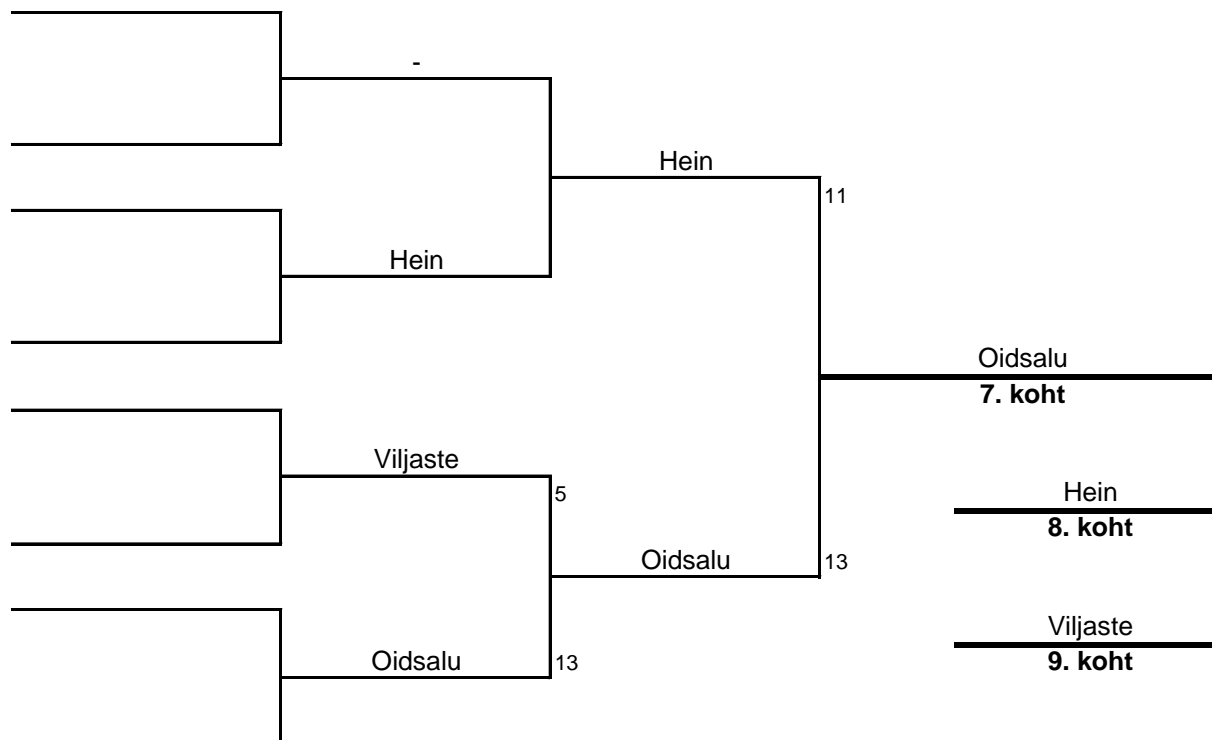 -
Hein
11
Hein
Oidsalu
7. koht
Viljaste
5
Hein
8. koht
Oidsalu
13
Viljaste
9. koht
Oidsalu
13